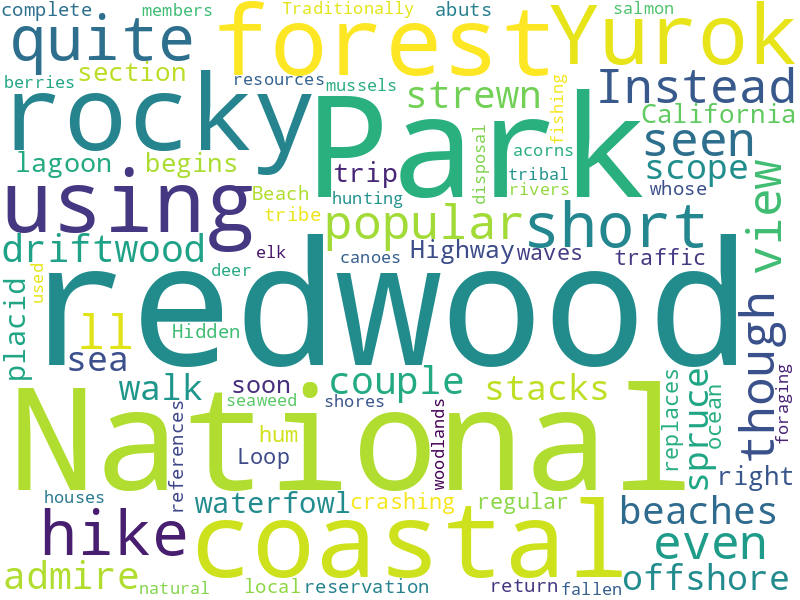 complete members Traditionally abuts salmon
quite forest Yurok
berries section resources mussels strewn fishing Instead
rocky Park California
lagoon begins trip disposal acorns seen
using Beach hunting tribal scope
tribe popular rivers short whose view
driftwood elk canoes Highway waves traffic
placid used deer redwood
ll Hidden though
sea
walk soon couple stacks replaces spruce ocean foraging
seaweed shores
National hum Loop woodlands right
references
houses waterfowl crashing regular beaches
hike coastal even
admire natural local reservation return fallen offshore